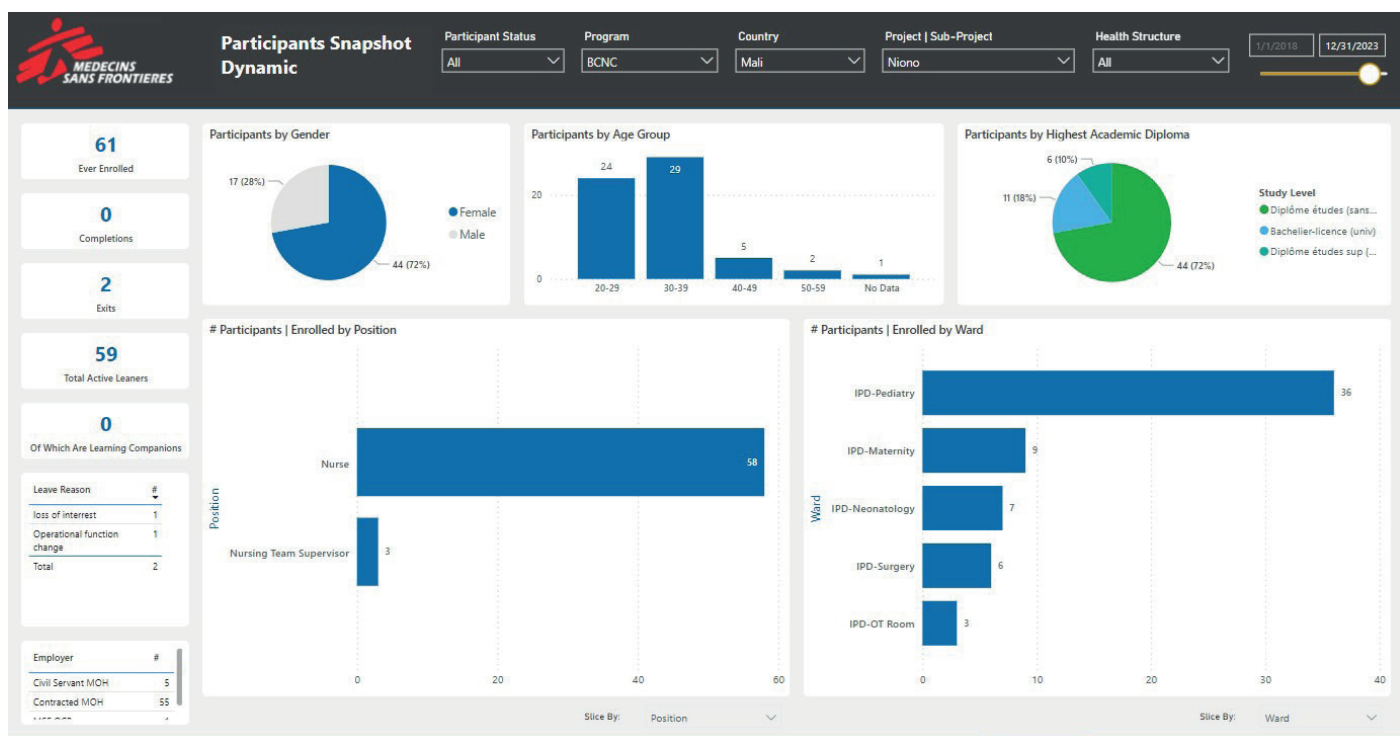 MEDECINS
SANS FRONTIERES
Participants Snapshot
Dynamic
Participant Status
All
Program
BCNC
Country
Mali
Project | Sub-Project
Niono
Health Structure
All
1/1/2018
12/31/2023
61
Ever Enrolled
0
Completions
2
Exits
59
Total Active Leaners
0
Of Which Are Learning Companions
Leave Reason #
loss of interrest 1
Operational function
change 1
Total 2
Employer #
Civil Servant MOH 5
Contracted MOH 55
Participants by Gender
17 (28%)
44 (72%)
Female
Male
Participants by Age Group
20
0
24
29
5
2
1
20-29
30-39
40-49
50-59
No Data
Participants by Highest Academic Diploma
6 (10%)
11 (18%)
44 (72%)
Study Level
Diplôme études (sans...
Bachelier-licence (univ)
Diplôme études sup (...
# Participants | Enrolled by Position
Position
Nurse
58
Nursing Team Supervisor
3
0
20
40
60
Slice By:
Position
# Participants | Enrolled by Ward
0
10
20
30
40
Ward
IPD-Pediatry
36
IPD-Maternity
9
IPD-Neonatology
7
IPD-Surgery
6
IPD-OT Room
3
0
10
20
30
40
Slice By:
Ward